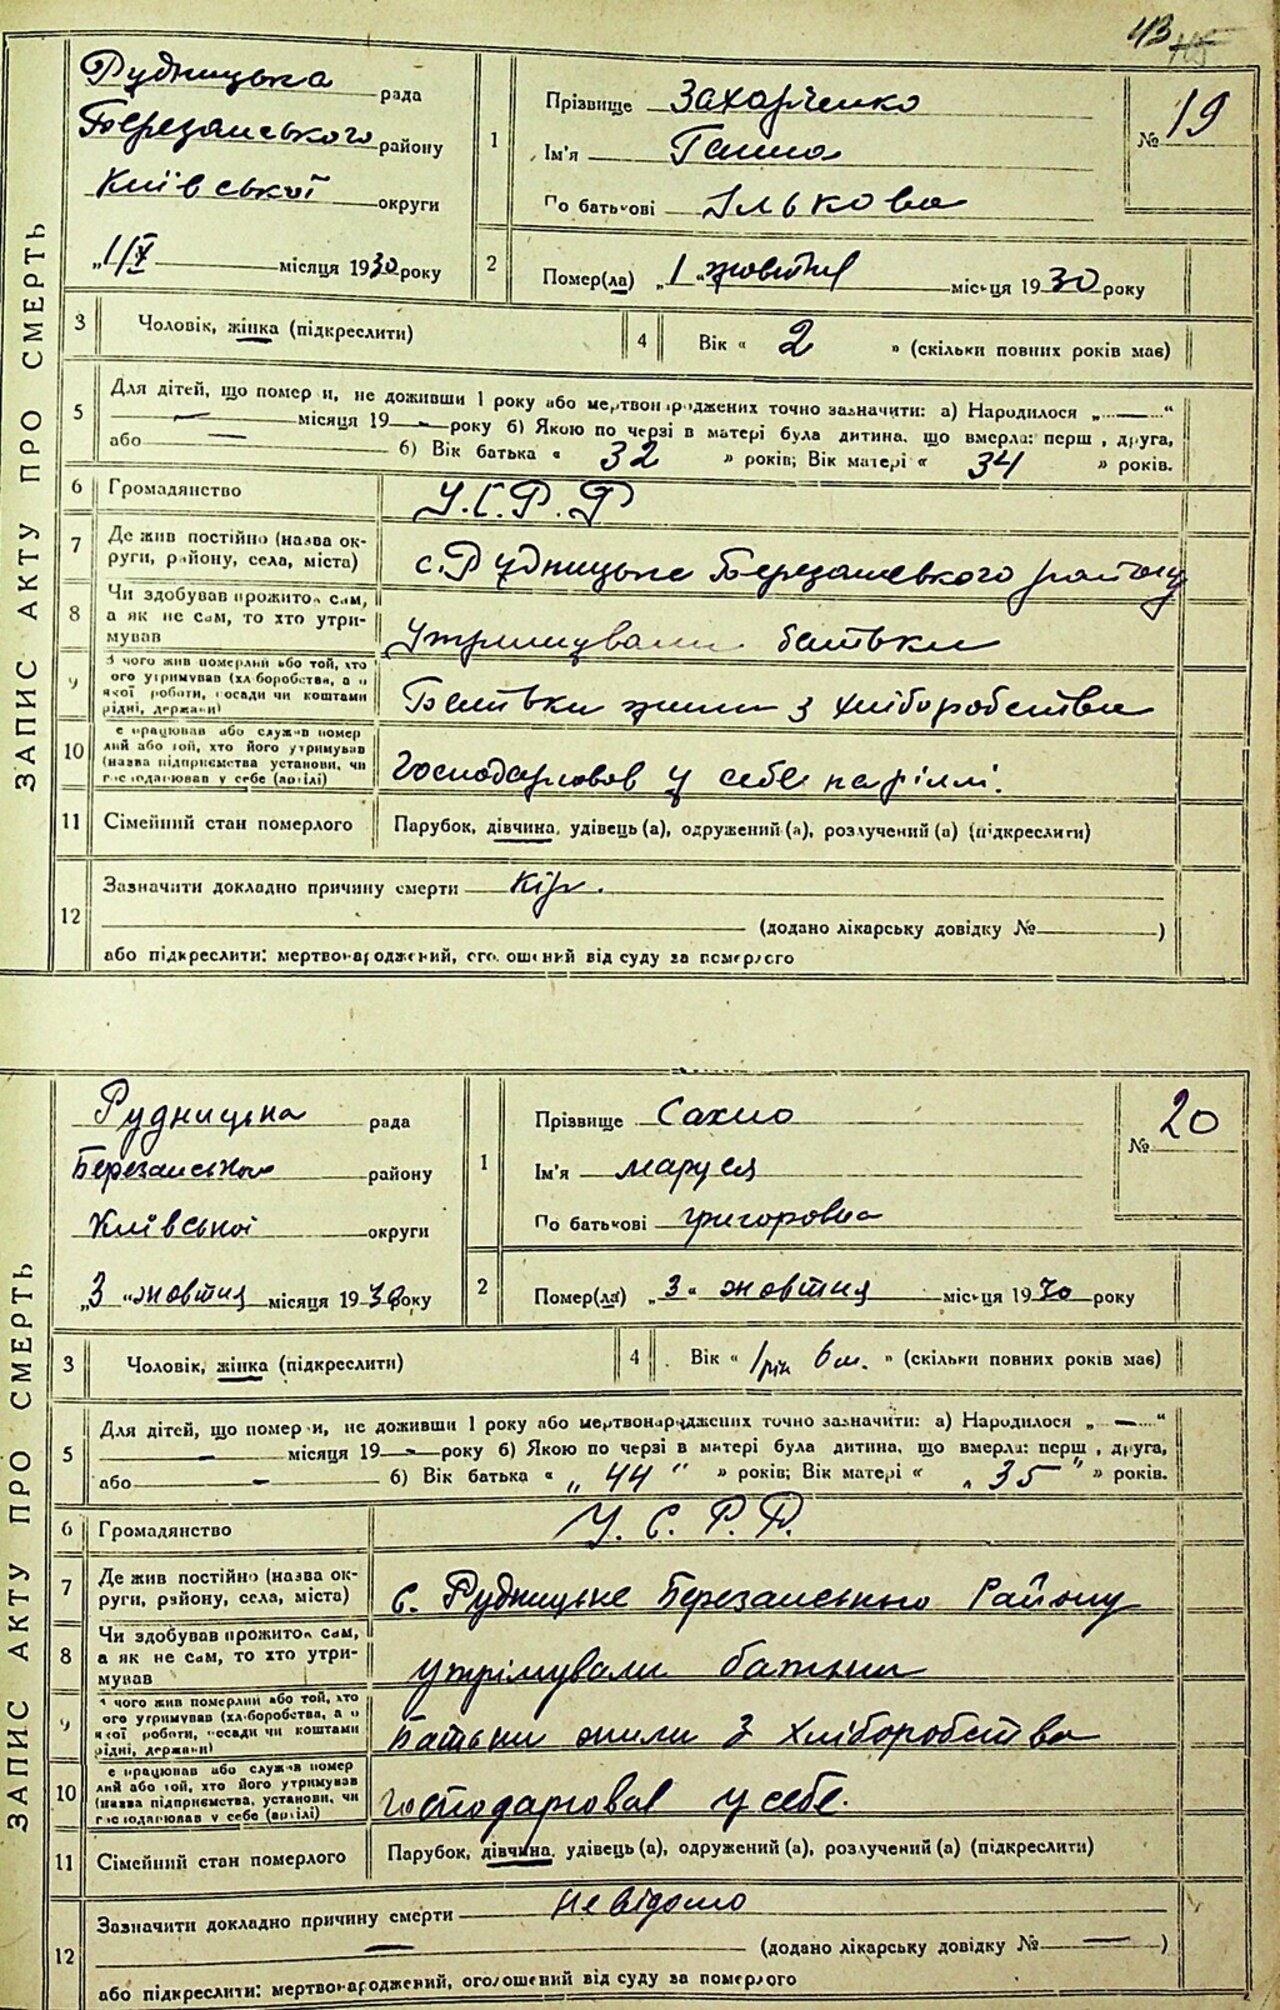 43
ЗАПИС АКТУ ПРО СМЕРТЬ
Рудницька рада
Березанського району
Київської округи
„1/X місяця 1930 року
1 Прізвище Захарченко
Ім'я Ганна
По батькові Ількова
№ 19
2 Помер(ла) „1 „ жовтня місяця 1930 року
3 Чоловік, жінка (підкреслити)
4 Вік « 2 » (скільки повних років має)
5 Для дітей, що померли, не доживши 1 року або мертвонароджених точно зазначити: а) Народилося „—“
— місяця 19 — року б) Якою по черзі в матері була дитина, що вмерла: перша, друга,
або — б) Вік батька « 32 » років; Вік матері « 34 » років.
6 Громадянство У.С.Р.Р
7 Де жив постійно (назва округи, району, села, міста) с. Рудницьке Березанського району
8 Чи здобував прожиток сам, а як не сам, то хто утримував Утримували батьки
9 З чого жив померлий або той, хто його утримував (хліборобства, з якої роботи, посади чи коштами рідні, держави) Батьки жили з хліборобства
10 Де працював або служив померлий або той, хто його утримував (назва підприємства установи, чи господарював у себе (на ріллі) Господарював у себе на ріллі.
11 Сімейний стан померлого Парубок, дівчина, удівець (а), одружений (а), розлучений (а) (підкреслити)
12 Зазначити докладно причину смерти Кір.
(додано лікарську довідку № )
або підкреслити: мертвонароджений, оголошений від суду за померлого
ЗАПИС АКТУ ПРО СМЕРТЬ
Рудницька рада
Березанського району
Київської округи
„3 „ жовтня місяця 1930 року
1 Прізвище Сахно
Ім'я Маруся
По батькові Григоровна
№ 20
2 Помер(ла) „3 „ жовтня місяця 1930 року
3 Чоловік, жінка (підкреслити)
4 Вік « 1 рік 6 м. » (скільки повних років має)
5 Для дітей, що померли, не доживши 1 року або мертвонароджених точно зазначити: а) Народилося „—“
— місяця 19 — року б) Якою по черзі в матері була дитина, що вмерла: перша, друга,
або — б) Вік батька « „44“ » років; Вік матері « „35“ » років.
6 Громадянство У.С.Р.Р.
7 Де жив постійно (назва округи, району, села, міста) с. Рудницьке Березанського Району
8 Чи здобував прожиток сам, а як не сам, то хто утримував утрімували батьки
9 З чого жив померлий або той, хто його утримував (хліборобства, з якої роботи, посади чи коштами рідні, держави) Батьки жили з хліборобства
10 Де працював або служив померлий або той, хто його утримував (назва підприємства, установи, чи господарював у себе (на ріллі) господарював у себе.
11 Сімейний стан померлого Парубок, дівчина, удівець (а), одружений (а), розлучений (а) (підкреслити)
12 Зазначити докладно причину смерти Не відомо
— (додано лікарську довідку № — )
або підкреслити: мертвонароджений, оголошений від суду за померлого